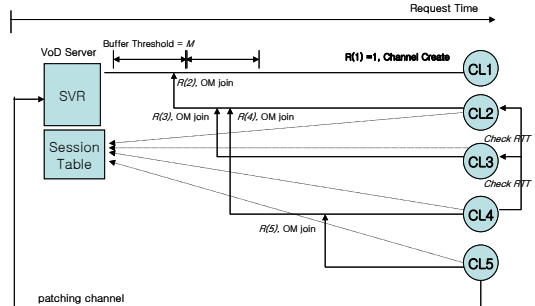 Request Time
Buffer Threshold = M
VoD Server
R(1) =1, Channel Create
CL1
R(2), OM join
SVR
CL2
R(3), OM join
R(4), OM join
Check RTT
Session
Table
CL3
Check RTT
CL4
R(5), OM join
CL5
patching channel